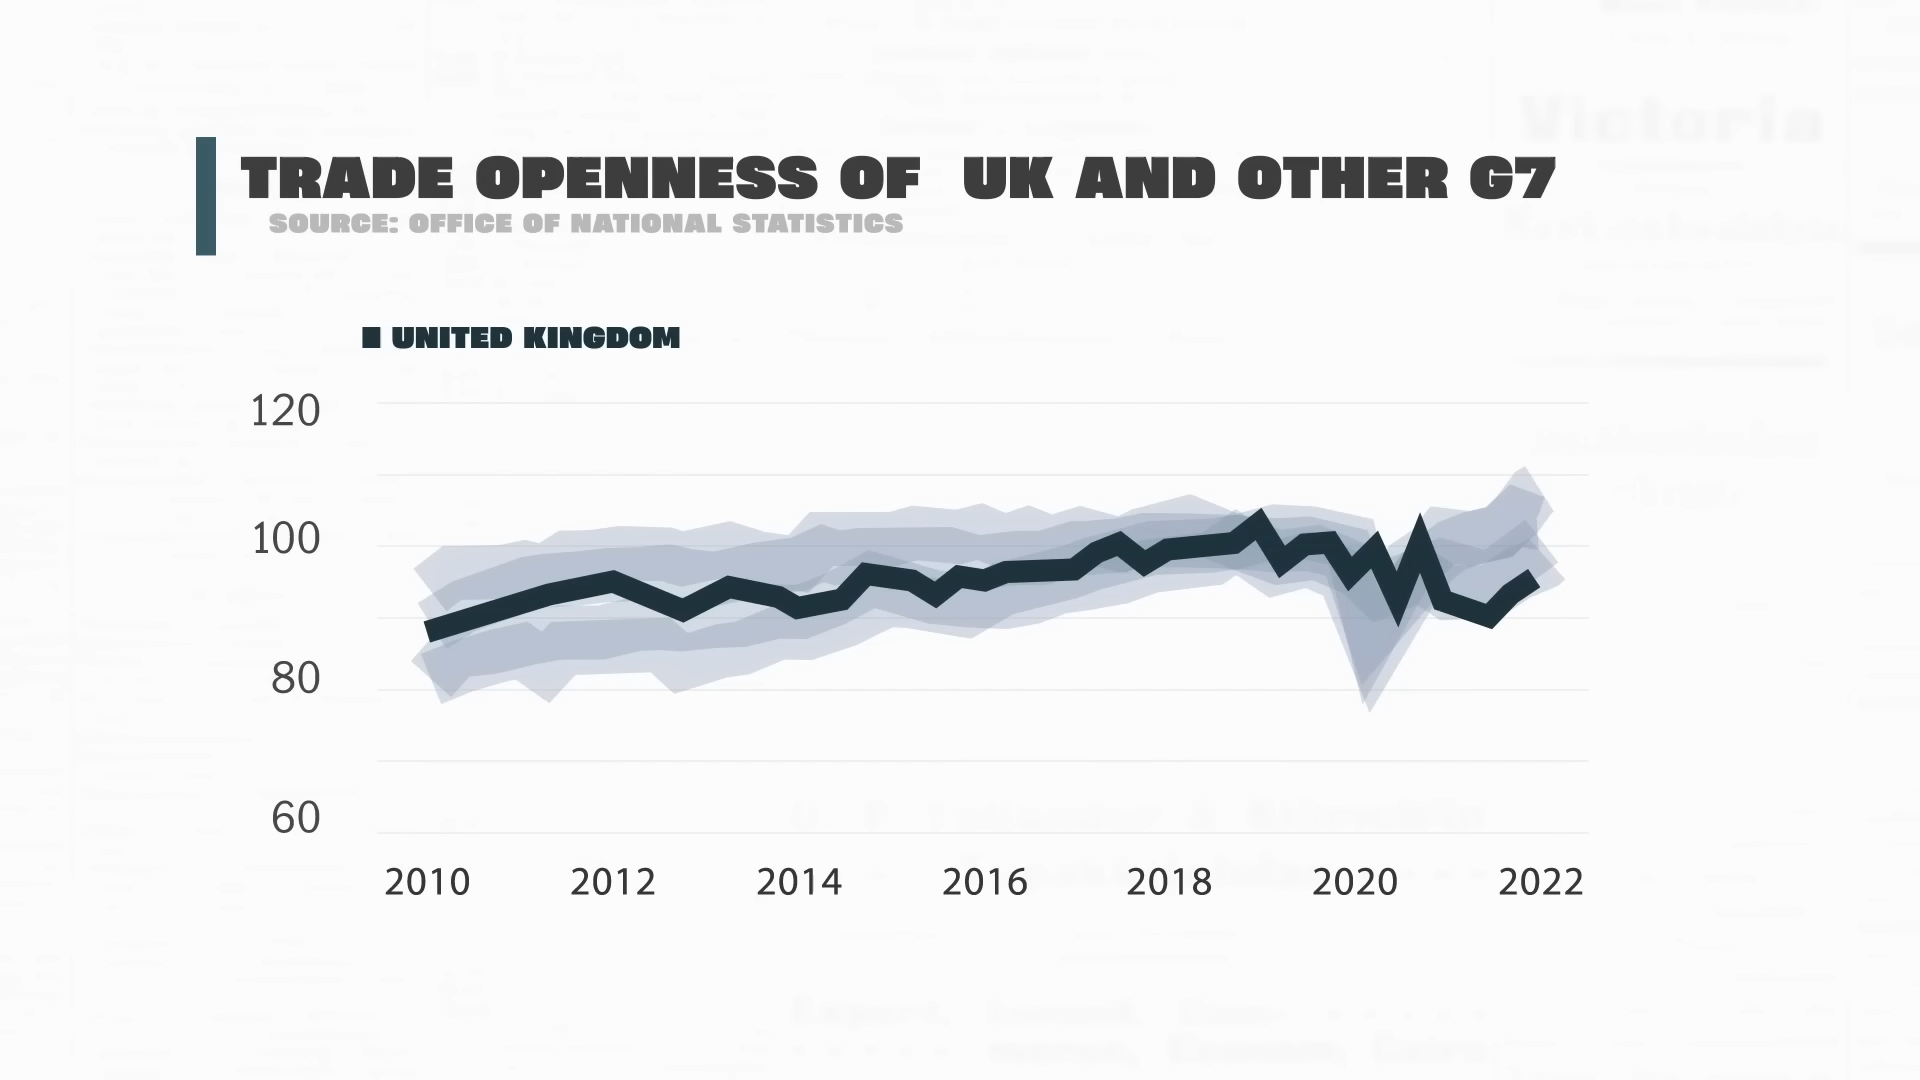 Victoria
TRADE OPENNESS OF UK AND OTHER G7
SOURCE: OFFICE OF NATIONAL STATISTICS
UNITED KINGDOM
120
100
80
60
2010 2012 2014 2016 2018 2020 2022